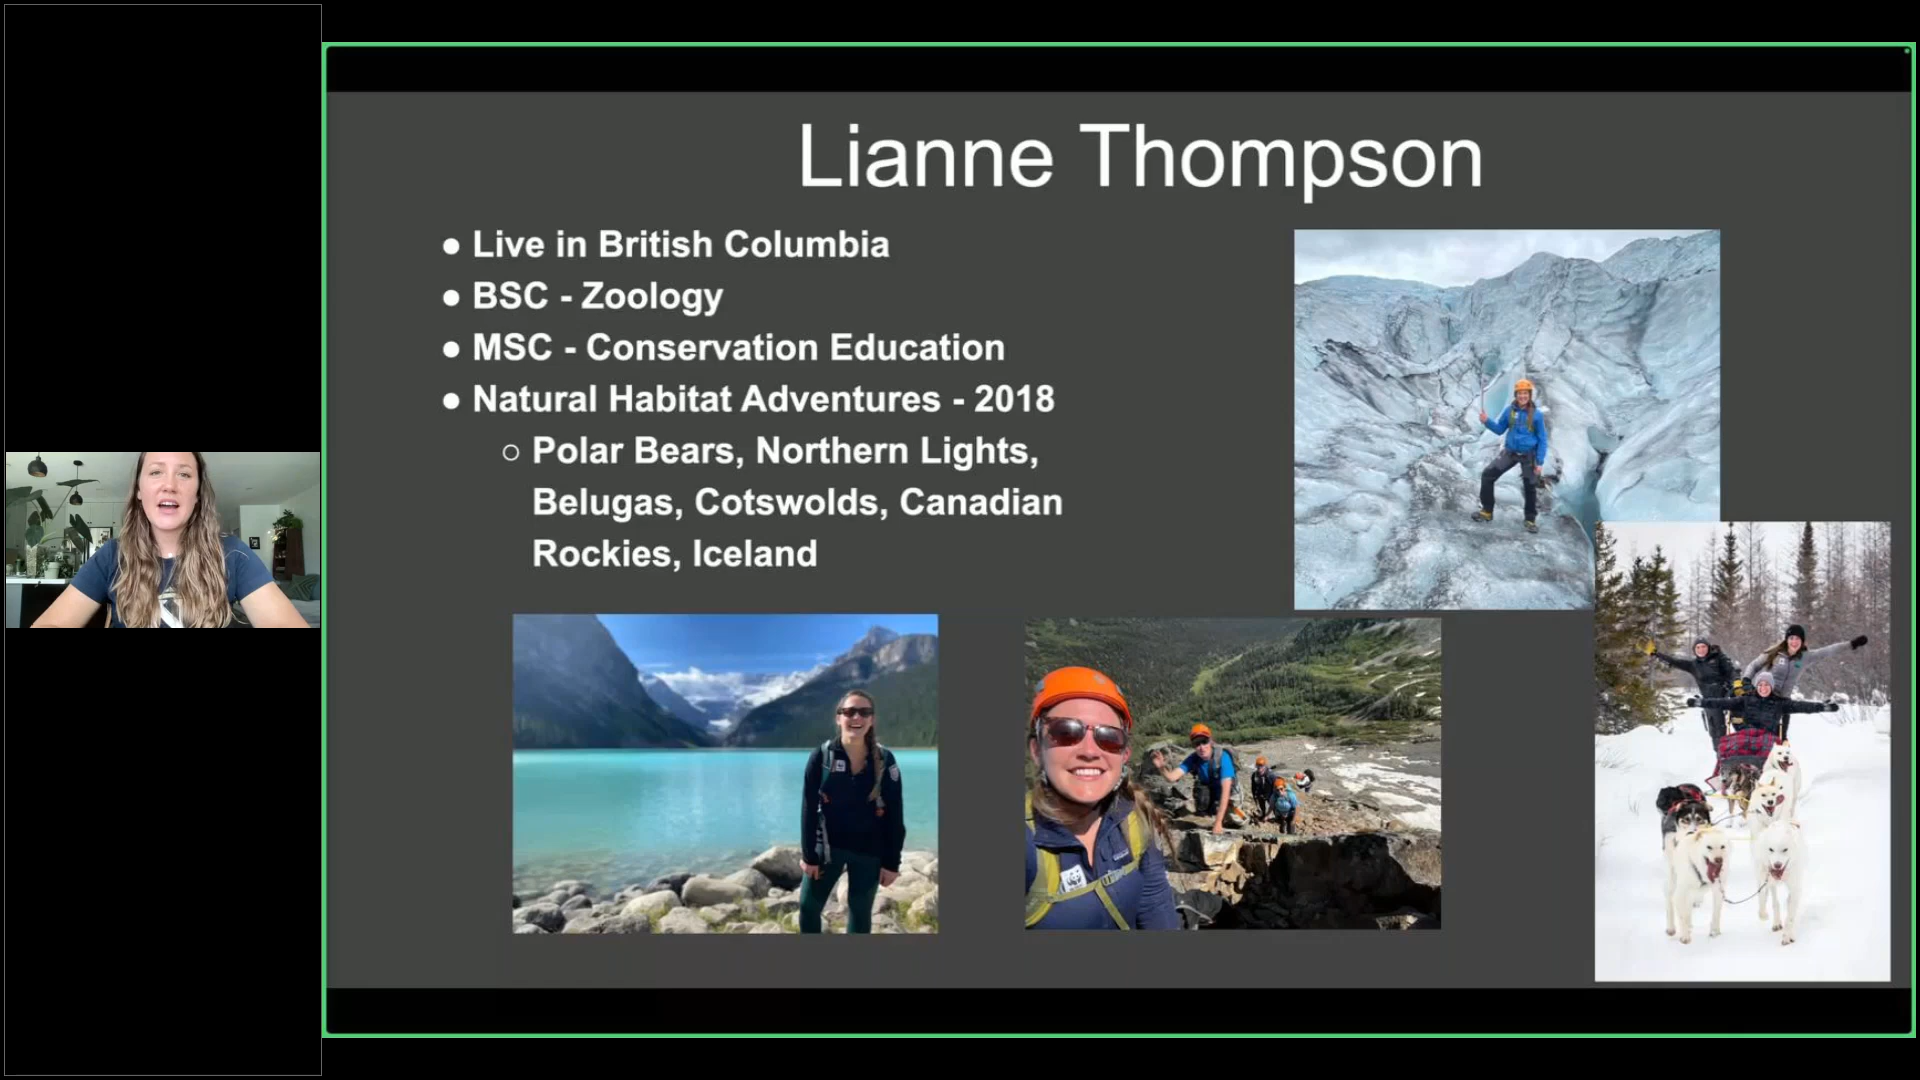 Lianne Thompson
● Live in British Columbia
● BSC - Zoology
● MSC - Conservation Education
● Natural Habitat Adventures - 2018
○ Polar Bears, Northern Lights,
Belugas, Cotswolds, Canadian
Rockies, Iceland